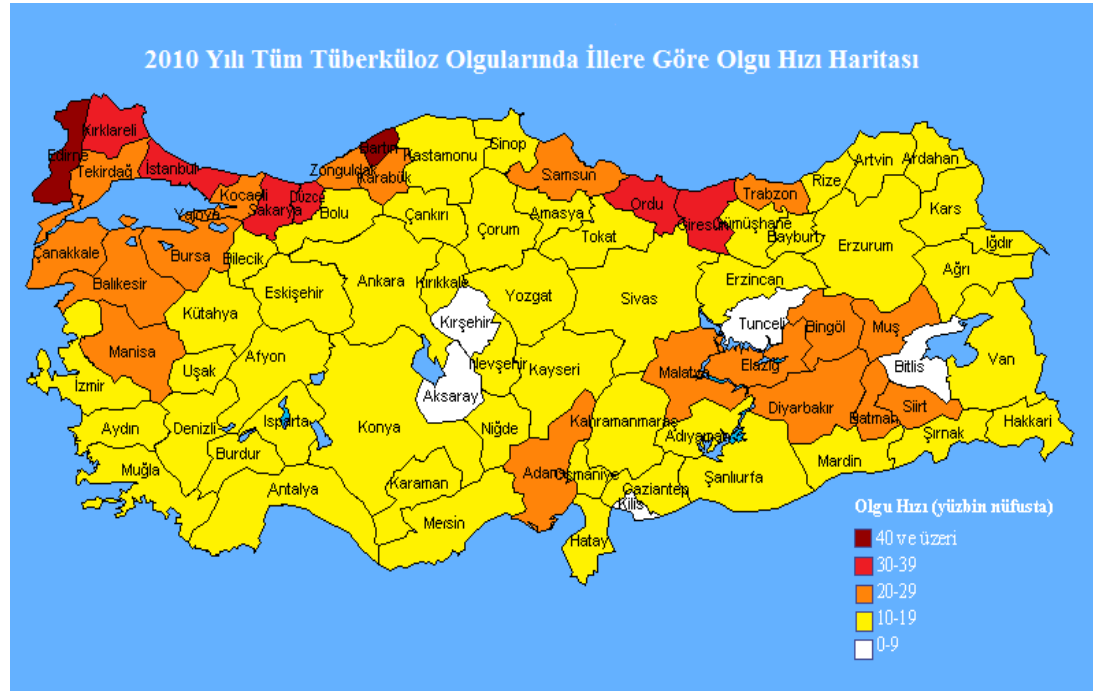 2010 Yılı Tüm Tüberküloz Olgularında İllere Göre Olgu Hızı Haritası
Kırklareli
Edirne
Tekirdağ
İstanbul
Kocaeli
Yalova
Sakarya
Düzce
Zonguldak
Bartın
Karabük
Kastamonu
Sinop
Samsun
Ordu
Giresun
Trabzon
Rize
Artvin
Ardahan
Kars
Bolu
Çankırı
Çorum
Amasya
Tokat
Gümüşhane
Bayburt
Erzurum
Iğdır
Ağrı
Çanakkale
Bursa
Bilecik
Balıkesir
Eskişehir
Ankara
Kırıkkale
Yozgat
Sivas
Erzincan
Kütahya
Kırşehir
Tunceli
Bingöl
Muş
Manisa
Afyon
Uşak
Nevşehir
Kayseri
Malatya
Elazığ
Bitlis
Van
İzmir
Aksaray
Diyarbakır
Batman
Siirt
Aydın
Denizli
Isparta
Konya
Niğde
Kahramanmaraş
Adıyaman
Şırnak
Hakkari
Muğla
Burdur
Antalya
Karaman
Adana
Osmaniye
Gaziantep
Şanlıurfa
Mardin
Mersin
Kilis
Hatay
Olgu Hızı (yüzbin nüfusta)
40 ve üzeri
30-39
20-29
10-19
0-9